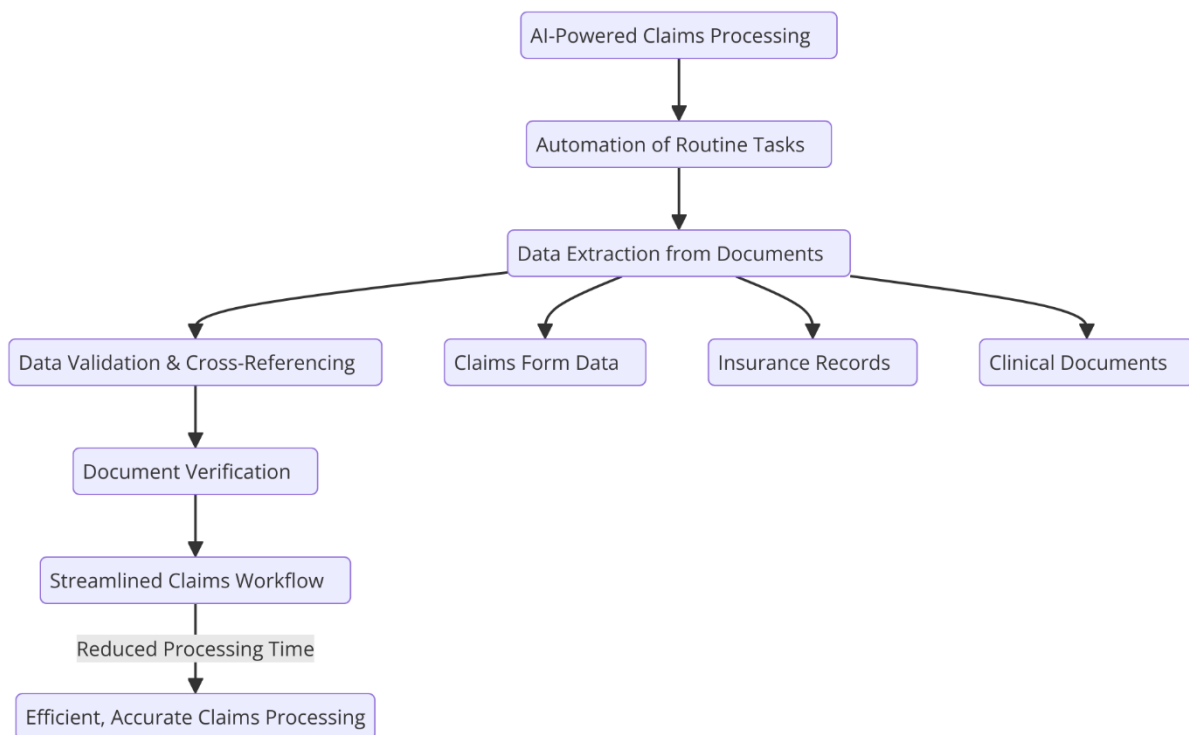 AI-Powered Claims Processing
Automation of Routine Tasks
Data Extraction from Documents
Data Validation & Cross-Referencing
Claims Form Data
Insurance Records
Clinical Documents
Document Verification
Streamlined Claims Workflow
Reduced Processing Time
Efficient, Accurate Claims Processing